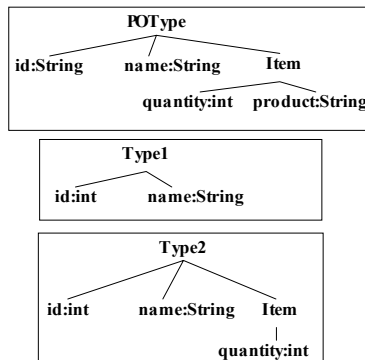 POType
id:String name:String Item
quantity:int product:String
Type1
id:int name:String
Type2
id:int name:String Item
quantity:int